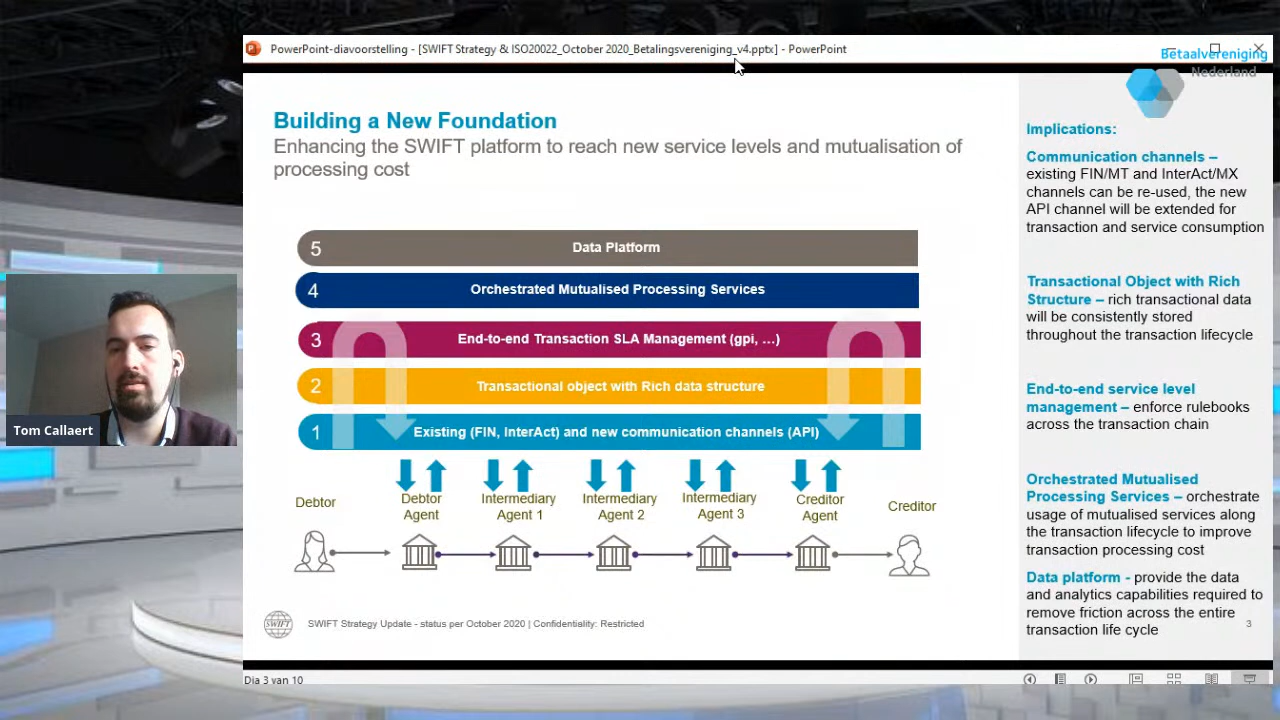 PowerPoint-diavoorstelling - [SWIFT Strategy & ISO20022_October 2020_Betalingsvereniging_v4.pptx] - PowerPoint
Betaalvereniging
Nederland
Building a New Foundation
Enhancing the SWIFT platform to reach new service levels and mutualisation of
processing cost
5 Data Platform
4 Orchestrated Mutualised Processing Services
3 End-to-end Transaction SLA Management (gpi, ...)
2 Transactional object with Rich data structure
1 Existing (FIN, InterAct) and new communication channels (API)
Debtor
Debtor
Agent
Intermediary
Agent 1
Intermediary
Agent 2
Intermediary
Agent 3
Creditor
Agent
Creditor
SWIFT
SWIFT Strategy Update - status per October 2020 | Confidentiality: Restricted
Implications:
Communication channels –
existing FIN/MT and InterAct/MX
channels can be re-used, the new
API channel will be extended for
transaction and service consumption
Transactional Object with Rich
Structure – rich transactional data
will be consistently stored
throughout the transaction lifecycle
End-to-end service level
management – enforce rulebooks
across the transaction chain
Orchestrated Mutualised
Processing Services – orchestrate
usage of mutualised services along
the transaction lifecycle to improve
transaction processing cost
Data platform - provide the data
and analytics capabilities required to
remove friction across the entire
transaction life cycle
3
Dia 3 van 10
Tom Callaert